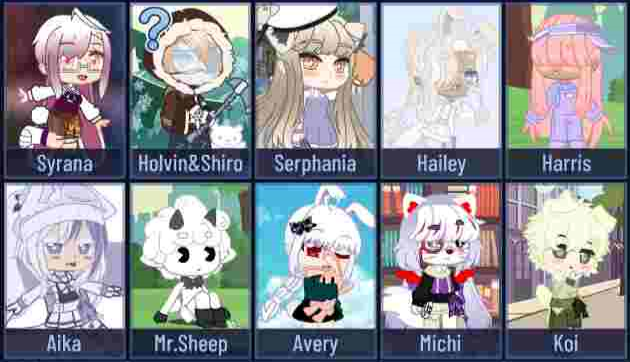 ?
Syrana
Holvin&Shiro
Serphania
Hailey
Harris
Aika
Mr.Sheep
Avery
Michi
Koi